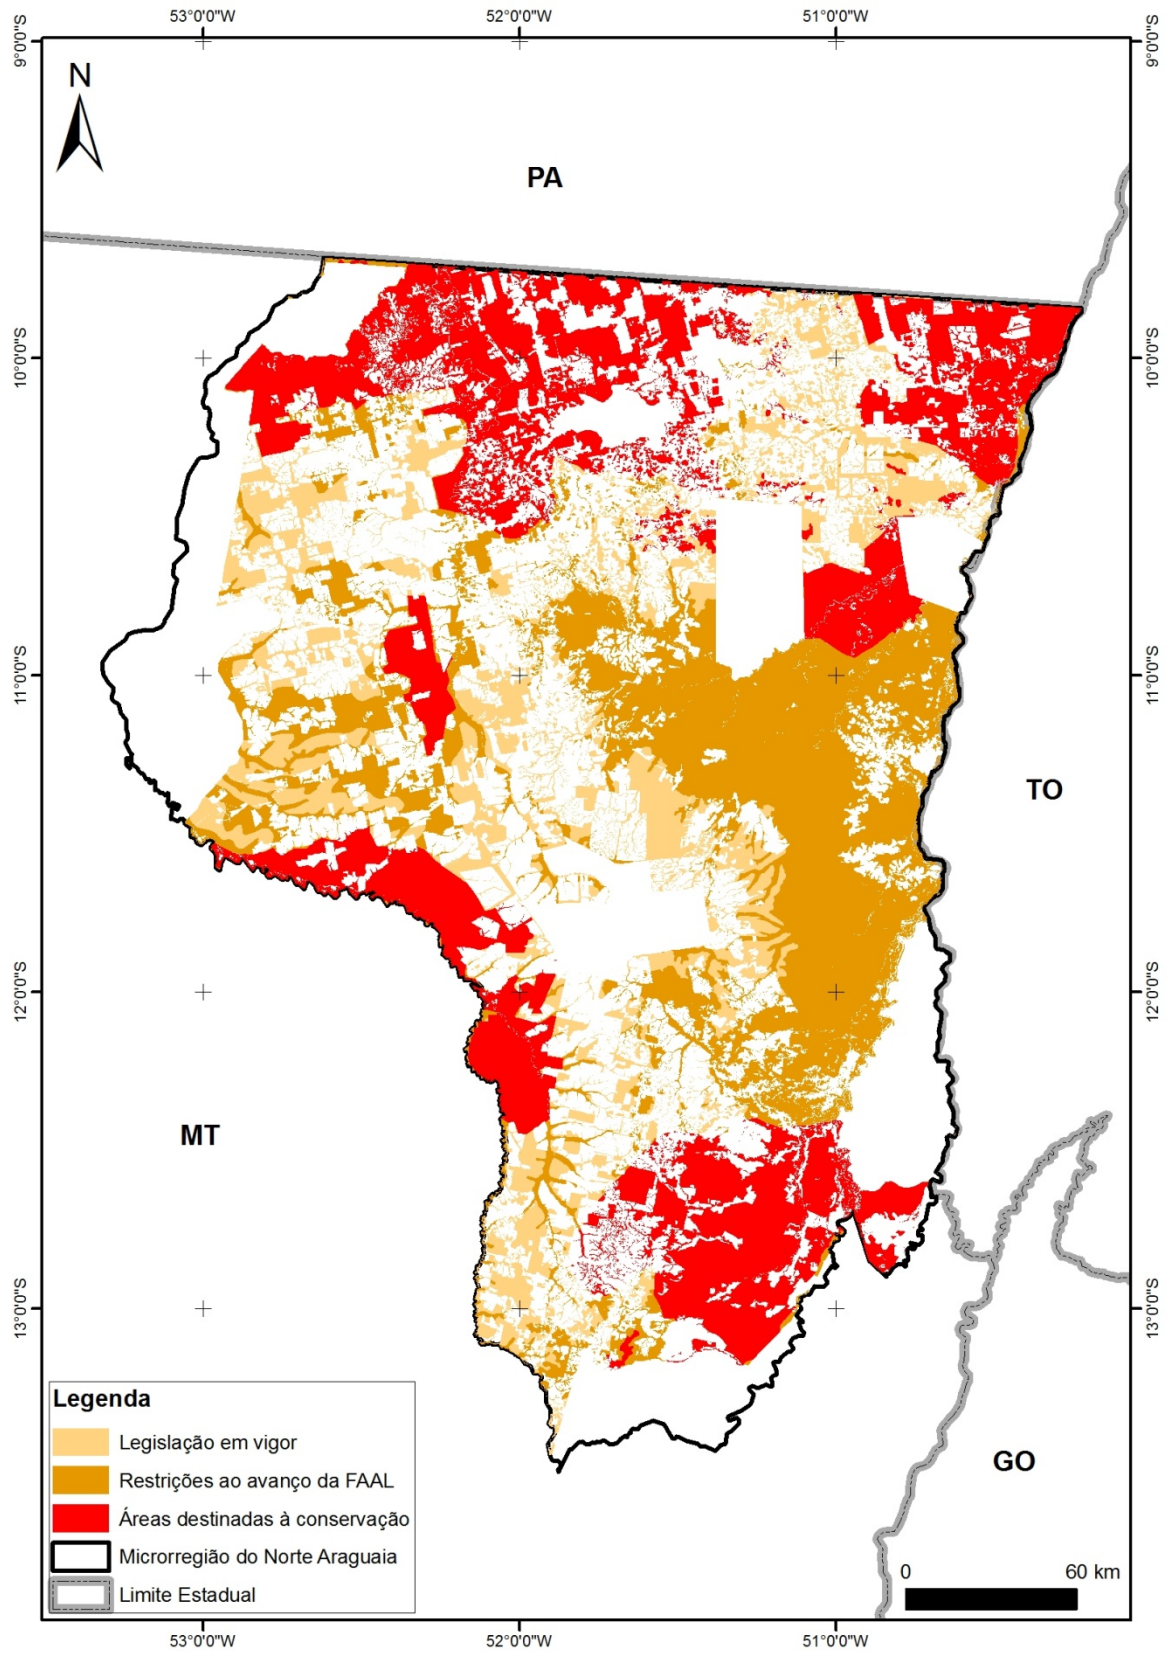 53°0'0"W 52°0'0"W 51°0'0"W
9°0'0"S 9°0'0"S
N
PA
10°0'0"S 10°0'0"S
11°0'0"S 11°0'0"S
TO
12°0'0"S 12°0'0"S
MT
13°0'0"S 13°0'0"S
Legenda
Legislação em vigor
Restrições ao avanço da FAAL
Áreas destinadas à conservação
Microrregião do Norte Araguaia
Limite Estadual
GO
0 60 km
53°0'0"W 52°0'0"W 51°0'0"W